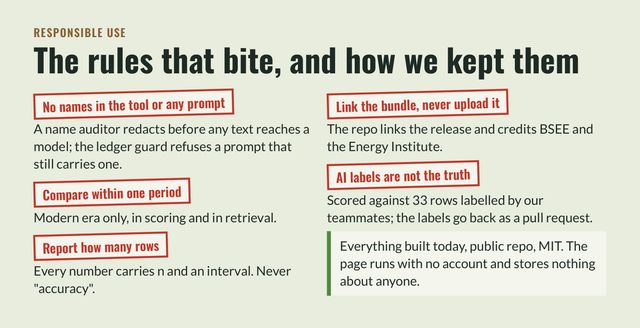 RESPONSIBLE USE
The rules that bite, and how we kept them
No names in the tool or any prompt
A name auditor redacts before any text reaches a
model; the ledger guard refuses a prompt that
still carries one.
Compare within one period
Modern era only, in scoring and in retrieval.
Report how many rows
Every number carries n and an interval. Never
"accuracy".
Link the bundle, never upload it
The repo links the release and credits BSEE and
the Energy Institute.
AI labels are not the truth
Scored against 33 rows labelled by our
teammates; the labels go back as a pull request.
Everything built today, public repo, MIT. The
page runs with no account and stores nothing
about anyone.